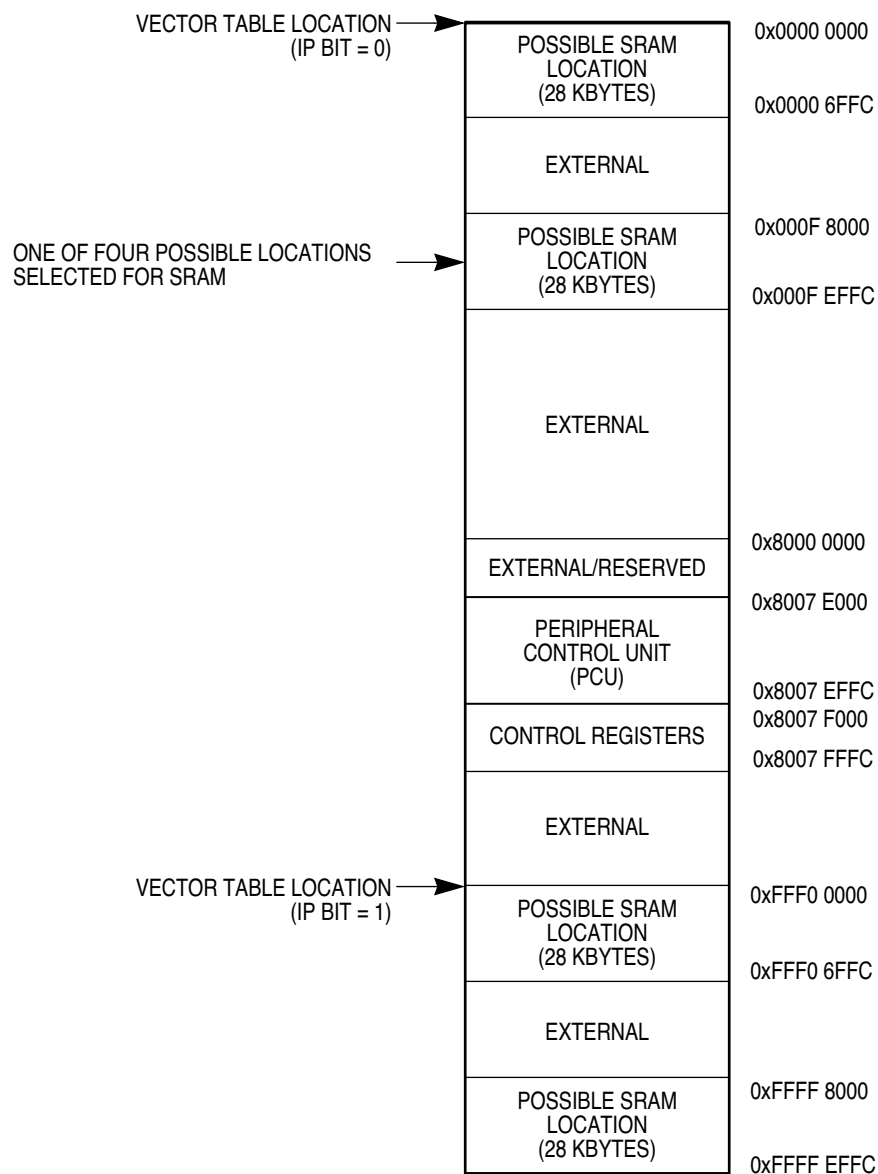 VECTOR TABLE LOCATION
(IP BIT = 0)
POSSIBLE SRAM
LOCATION
(28 KBYTES)
0x0000 0000
0x0000 6FFC
EXTERNAL
ONE OF FOUR POSSIBLE LOCATIONS
SELECTED FOR SRAM
POSSIBLE SRAM
LOCATION
(28 KBYTES)
0x000F 8000
0x000F EFFC
EXTERNAL
0x8000 0000
EXTERNAL/RESERVED
0x8007 E000
PERIPHERAL
CONTROL UNIT
(PCU)
0x8007 EFFC
0x8007 F000
CONTROL REGISTERS
0x8007 FFFC
EXTERNAL
VECTOR TABLE LOCATION
(IP BIT = 1)
0xFFF0 0000
POSSIBLE SRAM
LOCATION
(28 KBYTES)
0xFFF0 6FFC
EXTERNAL
0xFFFF 8000
POSSIBLE SRAM
LOCATION
(28 KBYTES)
0xFFFF EFFC